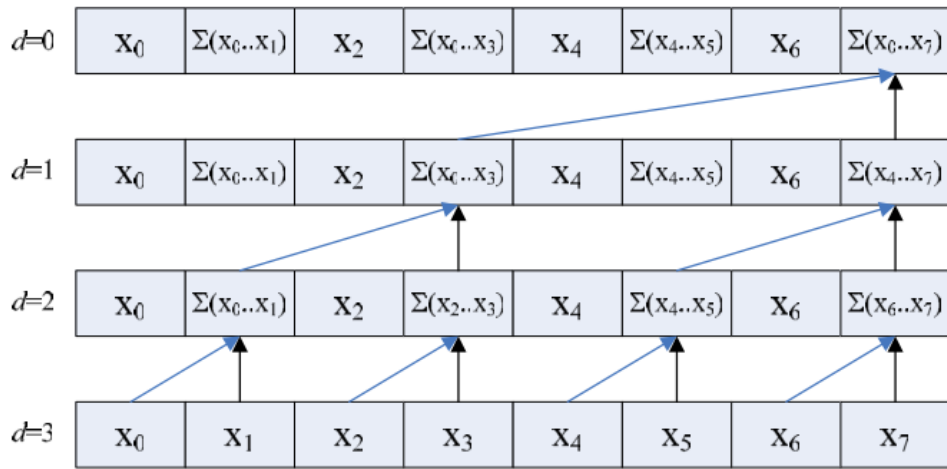 d=0 x₀ Σ(x₀..x₁) x₂ Σ(x₀..x₃) x₄ Σ(x₄..x₅) x₆ Σ(x₀..x₇)
d=1 x₀ Σ(x₀..x₁) x₂ Σ(x₀..x₃) x₄ Σ(x₄..x₅) x₆ Σ(x₄..x₇)
d=2 x₀ Σ(x₀..x₁) x₂ Σ(x₂..x₃) x₄ Σ(x₄..x₅) x₆ Σ(x₆..x₇)
d=3 x₀ x₁ x₂ x₃ x₄ x₅ x₆ x₇